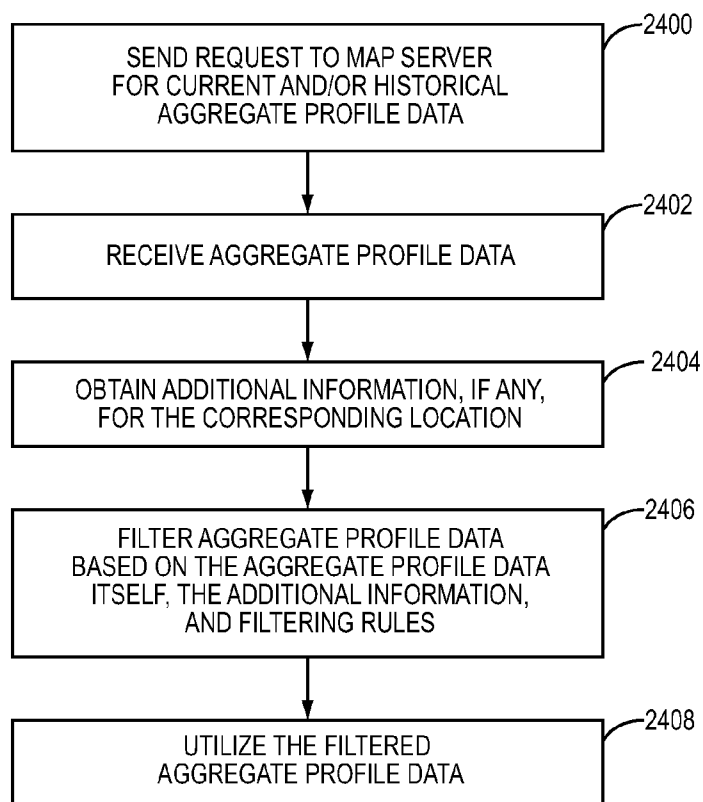 2400
SEND REQUEST TO MAP SERVER
FOR CURRENT AND/OR HISTORICAL
AGGREGATE PROFILE DATA
2402
RECEIVE AGGREGATE PROFILE DATA
2404
OBTAIN ADDITIONAL INFORMATION, IF ANY,
FOR THE CORRESPONDING LOCATION
2406
FILTER AGGREGATE PROFILE DATA
BASED ON THE AGGREGATE PROFILE DATA
ITSELF, THE ADDITIONAL INFORMATION,
AND FILTERING RULES
2408
UTILIZE THE FILTERED
AGGREGATE PROFILE DATA